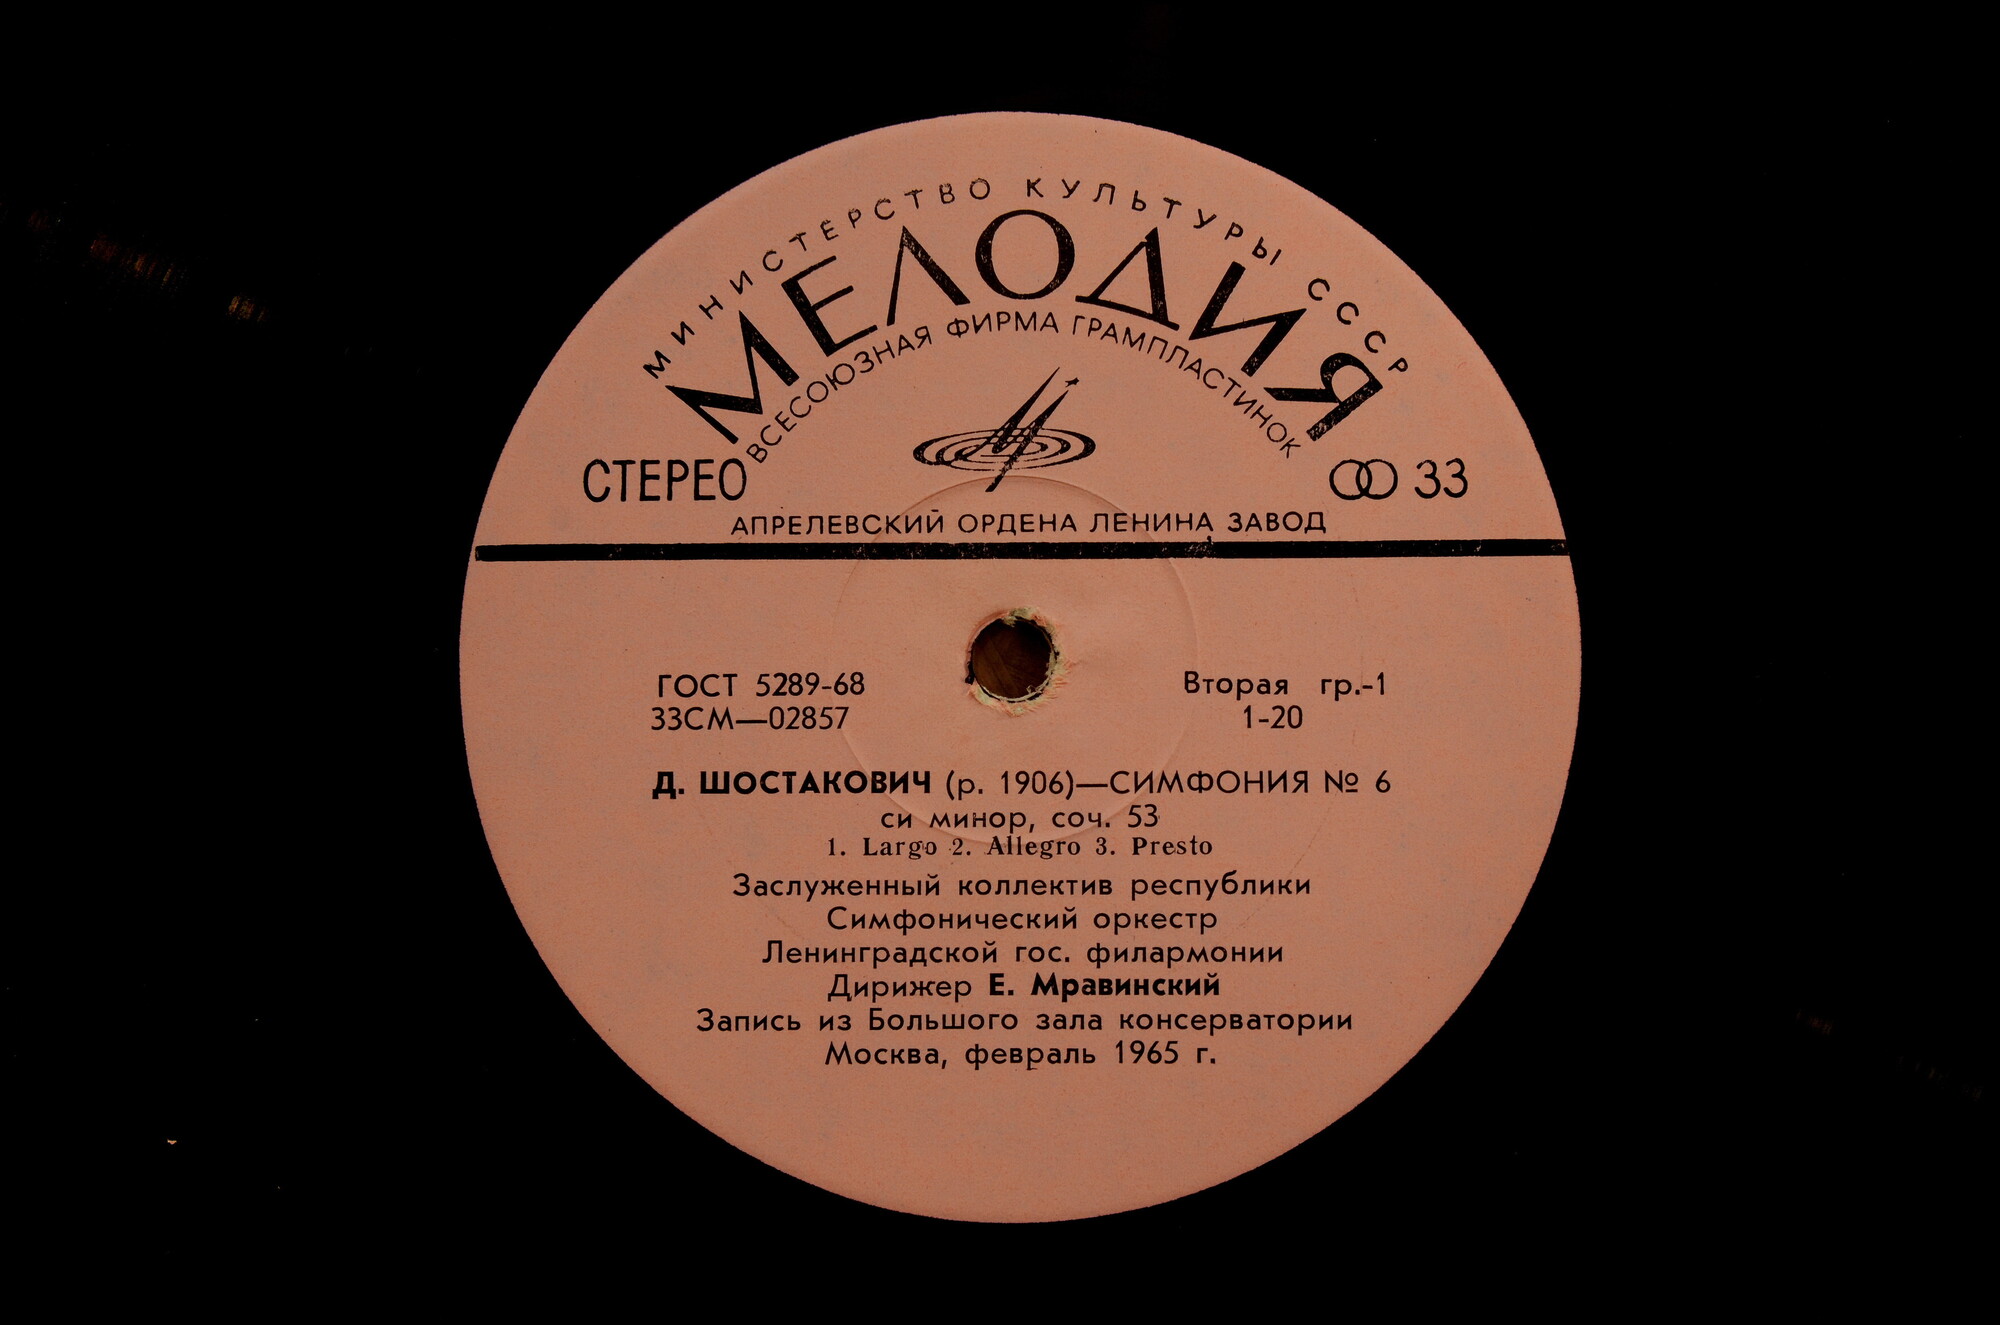 МИНИСТЕРСТВО КУЛЬТУРЫ СССР
МЕЛОДИЯ
ВСЕСОЮЗНАЯ ФИРМА ГРАМПЛАСТИНОК
СТЕРЕО
33
АПРЕЛЕВСКИЙ ОРДЕНА ЛЕНИНА ЗАВОД
ГОСТ 5289-68
Вторая гр.-1
33СМ—02857
1-20
Д. ШОСТАКОВИЧ (р. 1906)—СИМФОНИЯ № 6
си минор, соч. 53
1. Largo 2. Allegro 3. Presto
Заслуженный коллектив республики
Симфонический оркестр
Ленинградской гос. филармонии
Дирижер Е. Мравинский
Запись из Большого зала консерватории
Москва, февраль 1965 г.